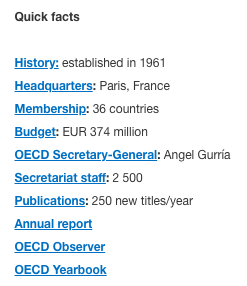 Quick facts
History: established in 1961
Headquarters: Paris, France
Membership: 36 countries
Budget: EUR 374 million
OECD Secretary-General: Angel Gurría
Secretariat staff: 2 500
Publications: 250 new titles/year
Annual report
OECD Observer
OECD Yearbook